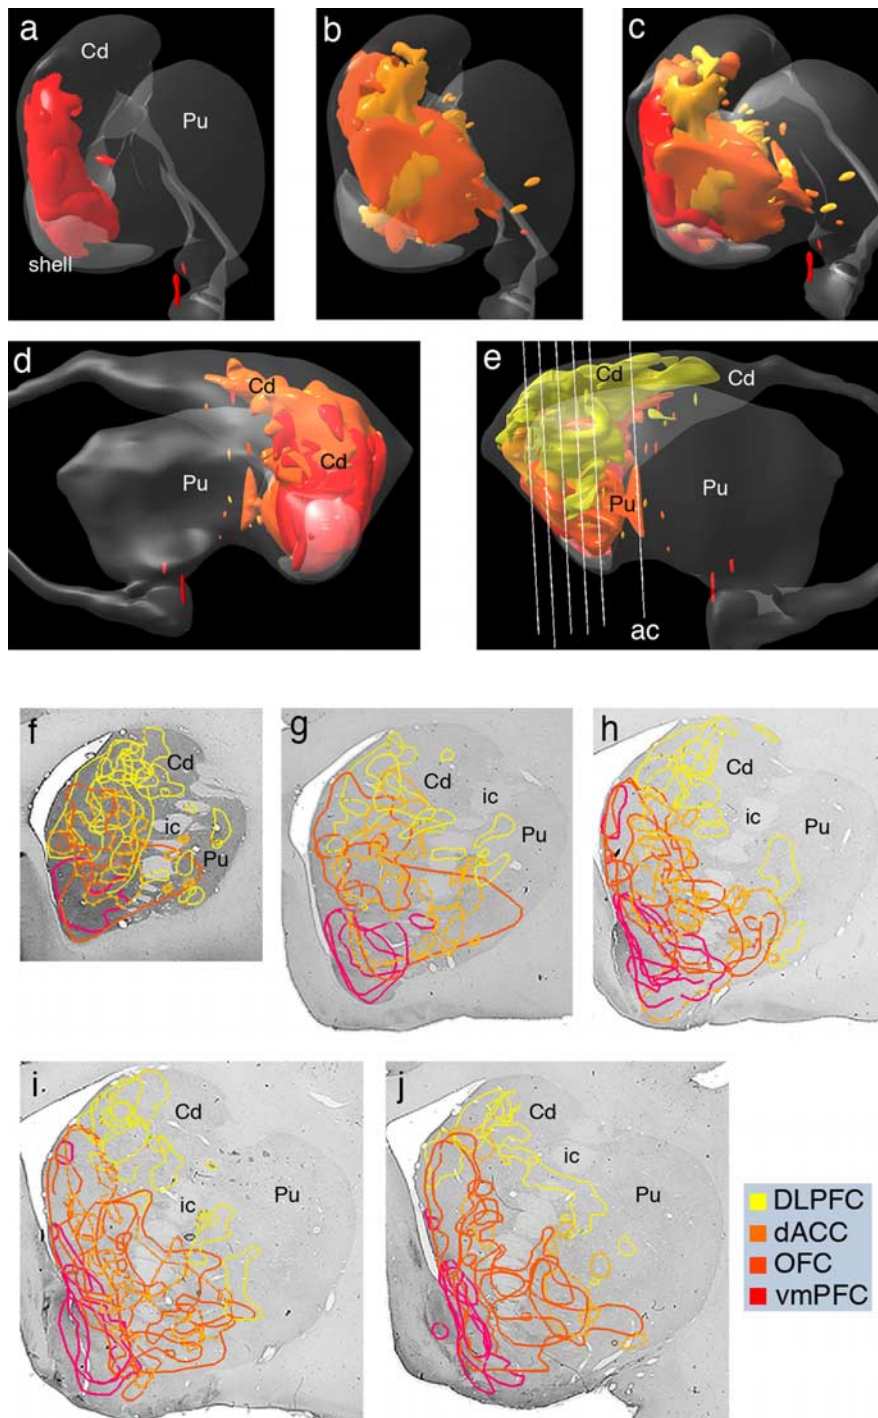 a
Cd
Pu
shell
b
c
d
Cd
Cd
Pu
e
Cd
Cd
Pu
Pu
ac
f
Cd
ic
Pu
g
Cd
ic
Pu
h
Cd
ic
Pu
i.
Cd
ic
Pu
j
Cd
ic
Pu
DLPFC
dACC
OFC
vmPFC